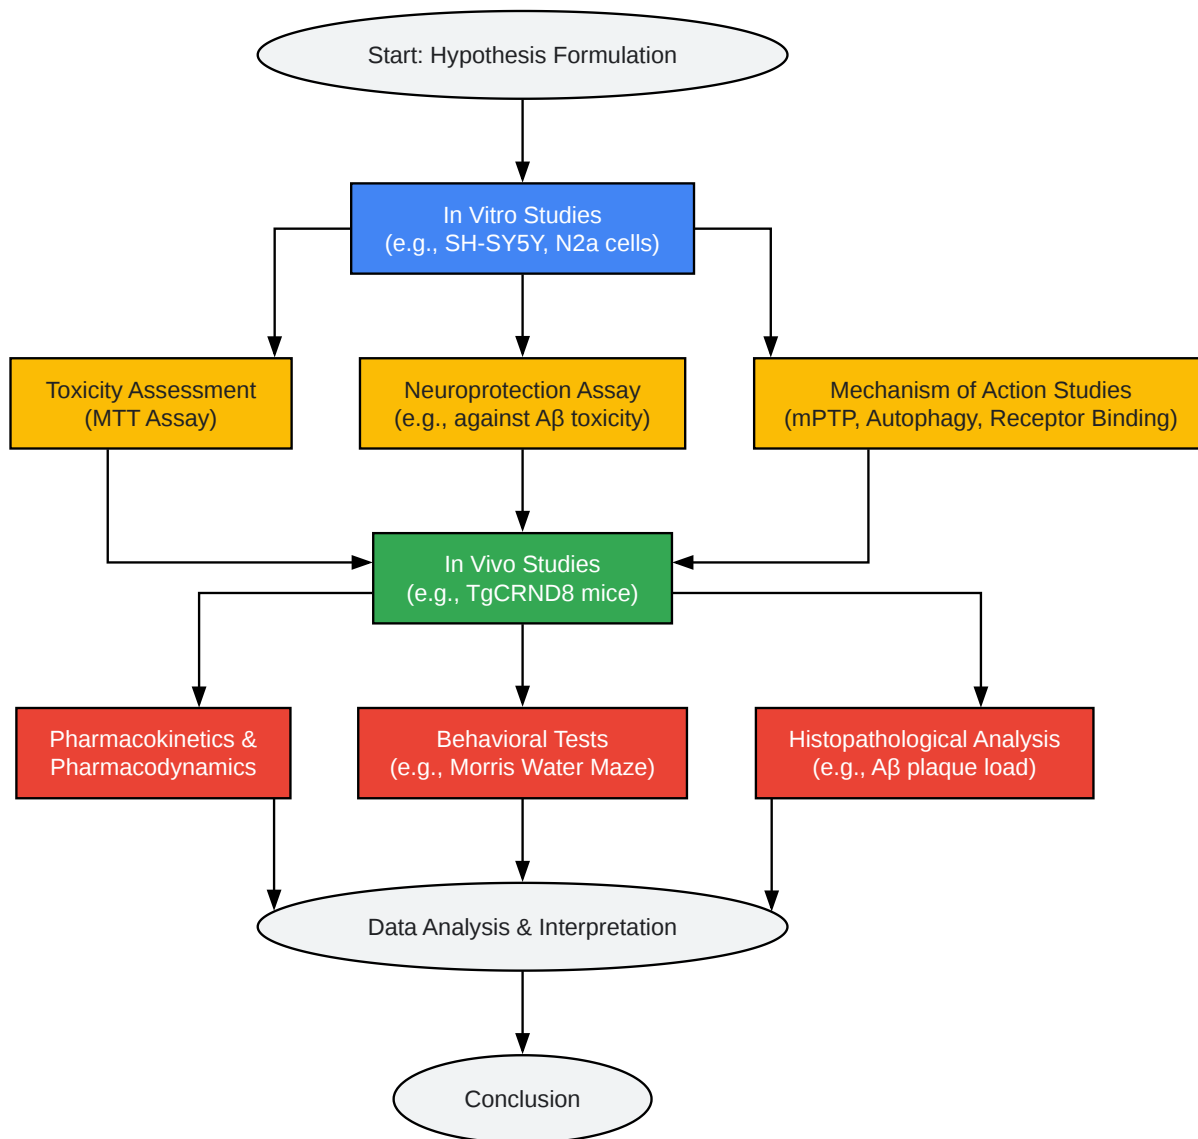 Start: Hypothesis Formulation
In Vitro Studies
(e.g., SH-SY5Y, N2a cells)
Toxicity Assessment
(MTT Assay)
Neuroprotection Assay
(e.g., against Aβ toxicity)
Mechanism of Action Studies
(mPTP, Autophagy, Receptor Binding)
In Vivo Studies
(e.g., TgCRND8 mice)
Pharmacokinetics &
Pharmacodynamics
Behavioral Tests
(e.g., Morris Water Maze)
Histopathological Analysis
(e.g., Aβ plaque load)
Data Analysis & Interpretation
Conclusion